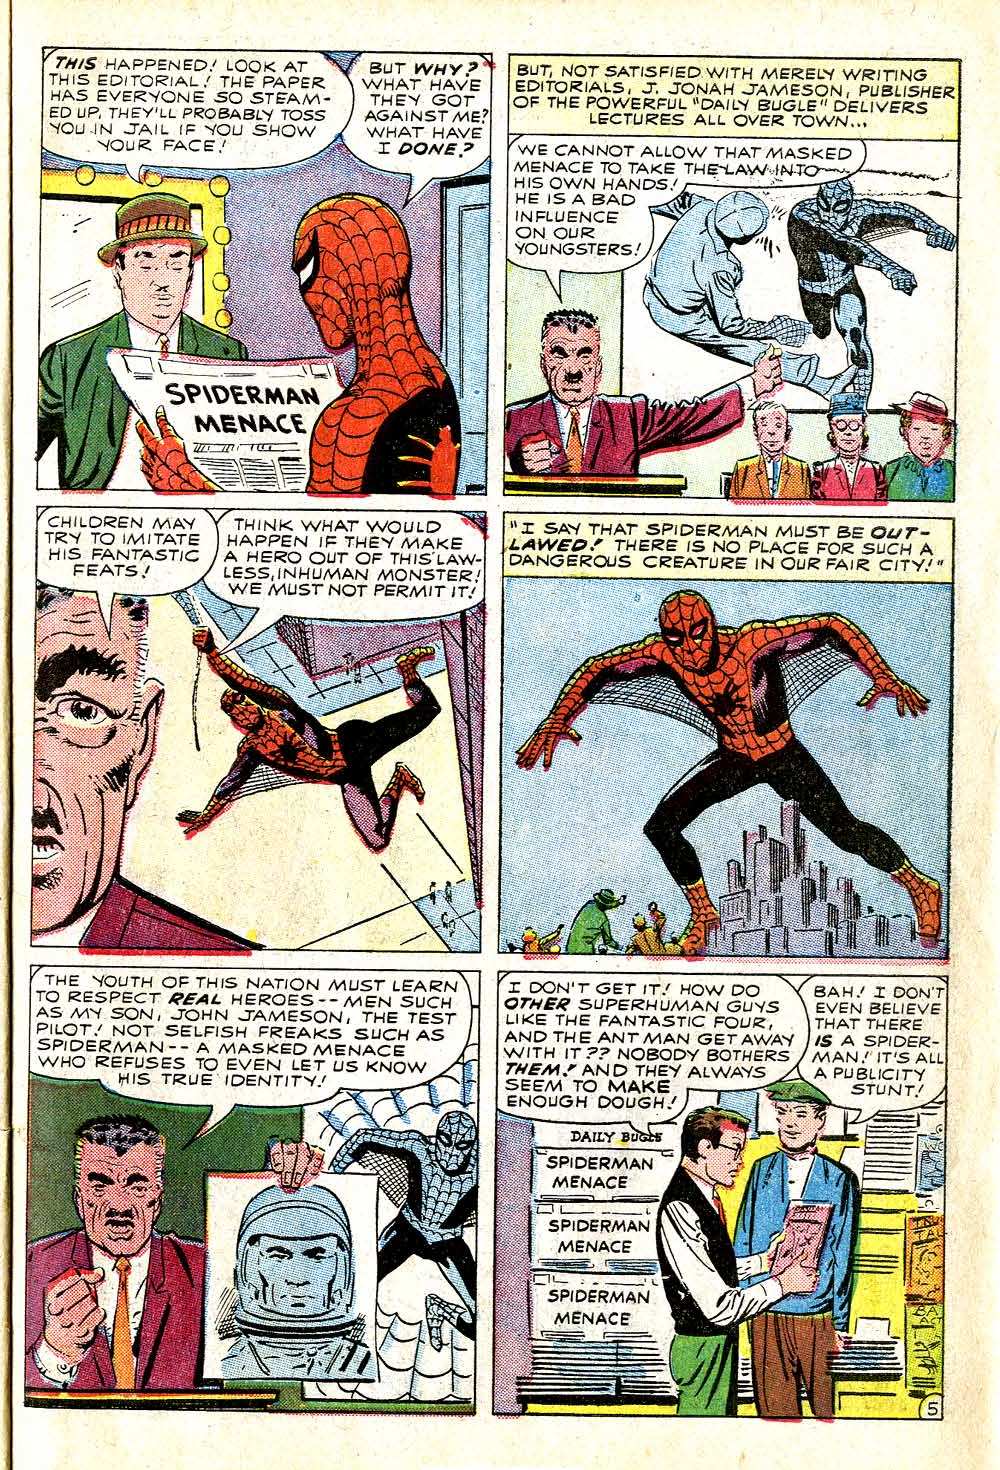 THIS HAPPENED! LOOK AT
THIS EDITORIAL! THE PAPER
HAS EVERYONE SO STEAM-
ED UP, THEY'LL PROBABLY TOSS
YOU IN JAIL IF YOU SHOW
YOUR FACE!
BUT WHY?
WHAT HAVE
THEY GOT
AGAINST ME?
WHAT HAVE
I DONE?
SPIDERMAN
MENACE
BUT, NOT SATISFIED WITH MERELY WRITING
EDITORIALS, J. JONAH JAMESON, PUBLISHER
OF THE POWERFUL "DAILY BUGLE" DELIVERS
LECTURES ALL OVER TOWN...
WE CANNOT ALLOW THAT MASKED
MENACE TO TAKE THE LAW INTO
HIS OWN HANDS!
HE IS A BAD
INFLUENCE
ON OUR
YOUNGSTERS!
CHILDREN MAY
TRY TO IMITATE
HIS FANTASTIC
FEATS!
THINK WHAT WOULD
HAPPEN IF THEY MAKE
A HERO OUT OF THIS LAW-
LESS, INHUMAN MONSTER!
WE MUST NOT PERMIT IT!
"I SAY THAT SPIDERMAN MUST BE OUT-
LAWED! THERE IS NO PLACE FOR SUCH A
DANGEROUS CREATURE IN OUR FAIR CITY!"
THE YOUTH OF THIS NATION MUST LEARN
TO RESPECT REAL HEROES-- MEN SUCH
AS MY SON, JOHN JAMESON, THE TEST
PILOT! NOT SELFISH FREAKS SUCH AS
SPIDERMAN-- A MASKED MENACE
WHO REFUSES TO EVEN LET US KNOW
HIS TRUE IDENTITY!
I DON'T GET IT! HOW DO
OTHER SUPERHUMAN GUYS
LIKE THE FANTASTIC FOUR,
AND THE ANT MAN GET AWAY
WITH IT?? NOBODY BOTHERS
THEM! AND THEY ALWAYS
SEEM TO MAKE
ENOUGH DOUGH!
BAH! I DON'T
EVEN BELIEVE
THAT THERE
IS A SPIDER-
MAN! IT'S ALL
A PUBLICITY
STUNT!
DAILY BUGLE
SPIDERMAN
MENACE
SPIDERMAN
MENACE
SPIDERMAN
MENACE
5